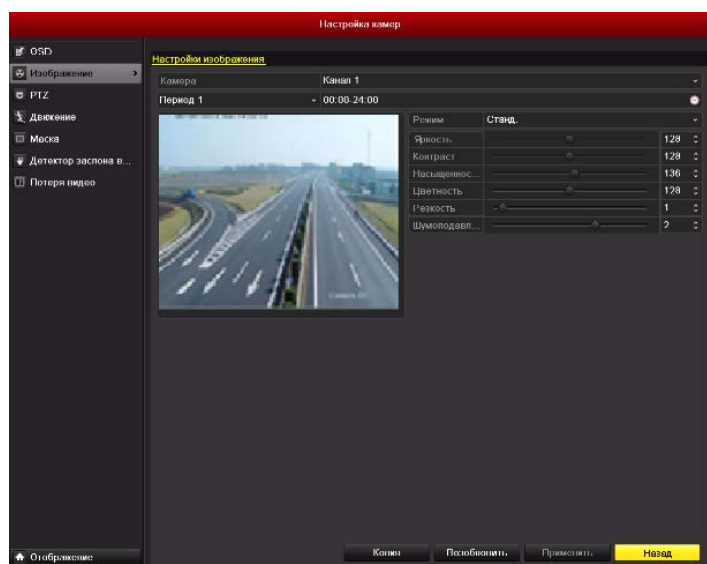 Настройка камер
OSD
Изображение
PTZ
Движение
Маска
Детектор заслона в...
Потеря видео
Отображение
Настройки изображения
Камера Канал 1
Период 1 00:00-24:00
Режим Станд.
Яркость 128
Контраст 128
Насыщеннос... 136
Цветность 128
Резкость 1
Шумоподавл... 2
Копия Применить Назад